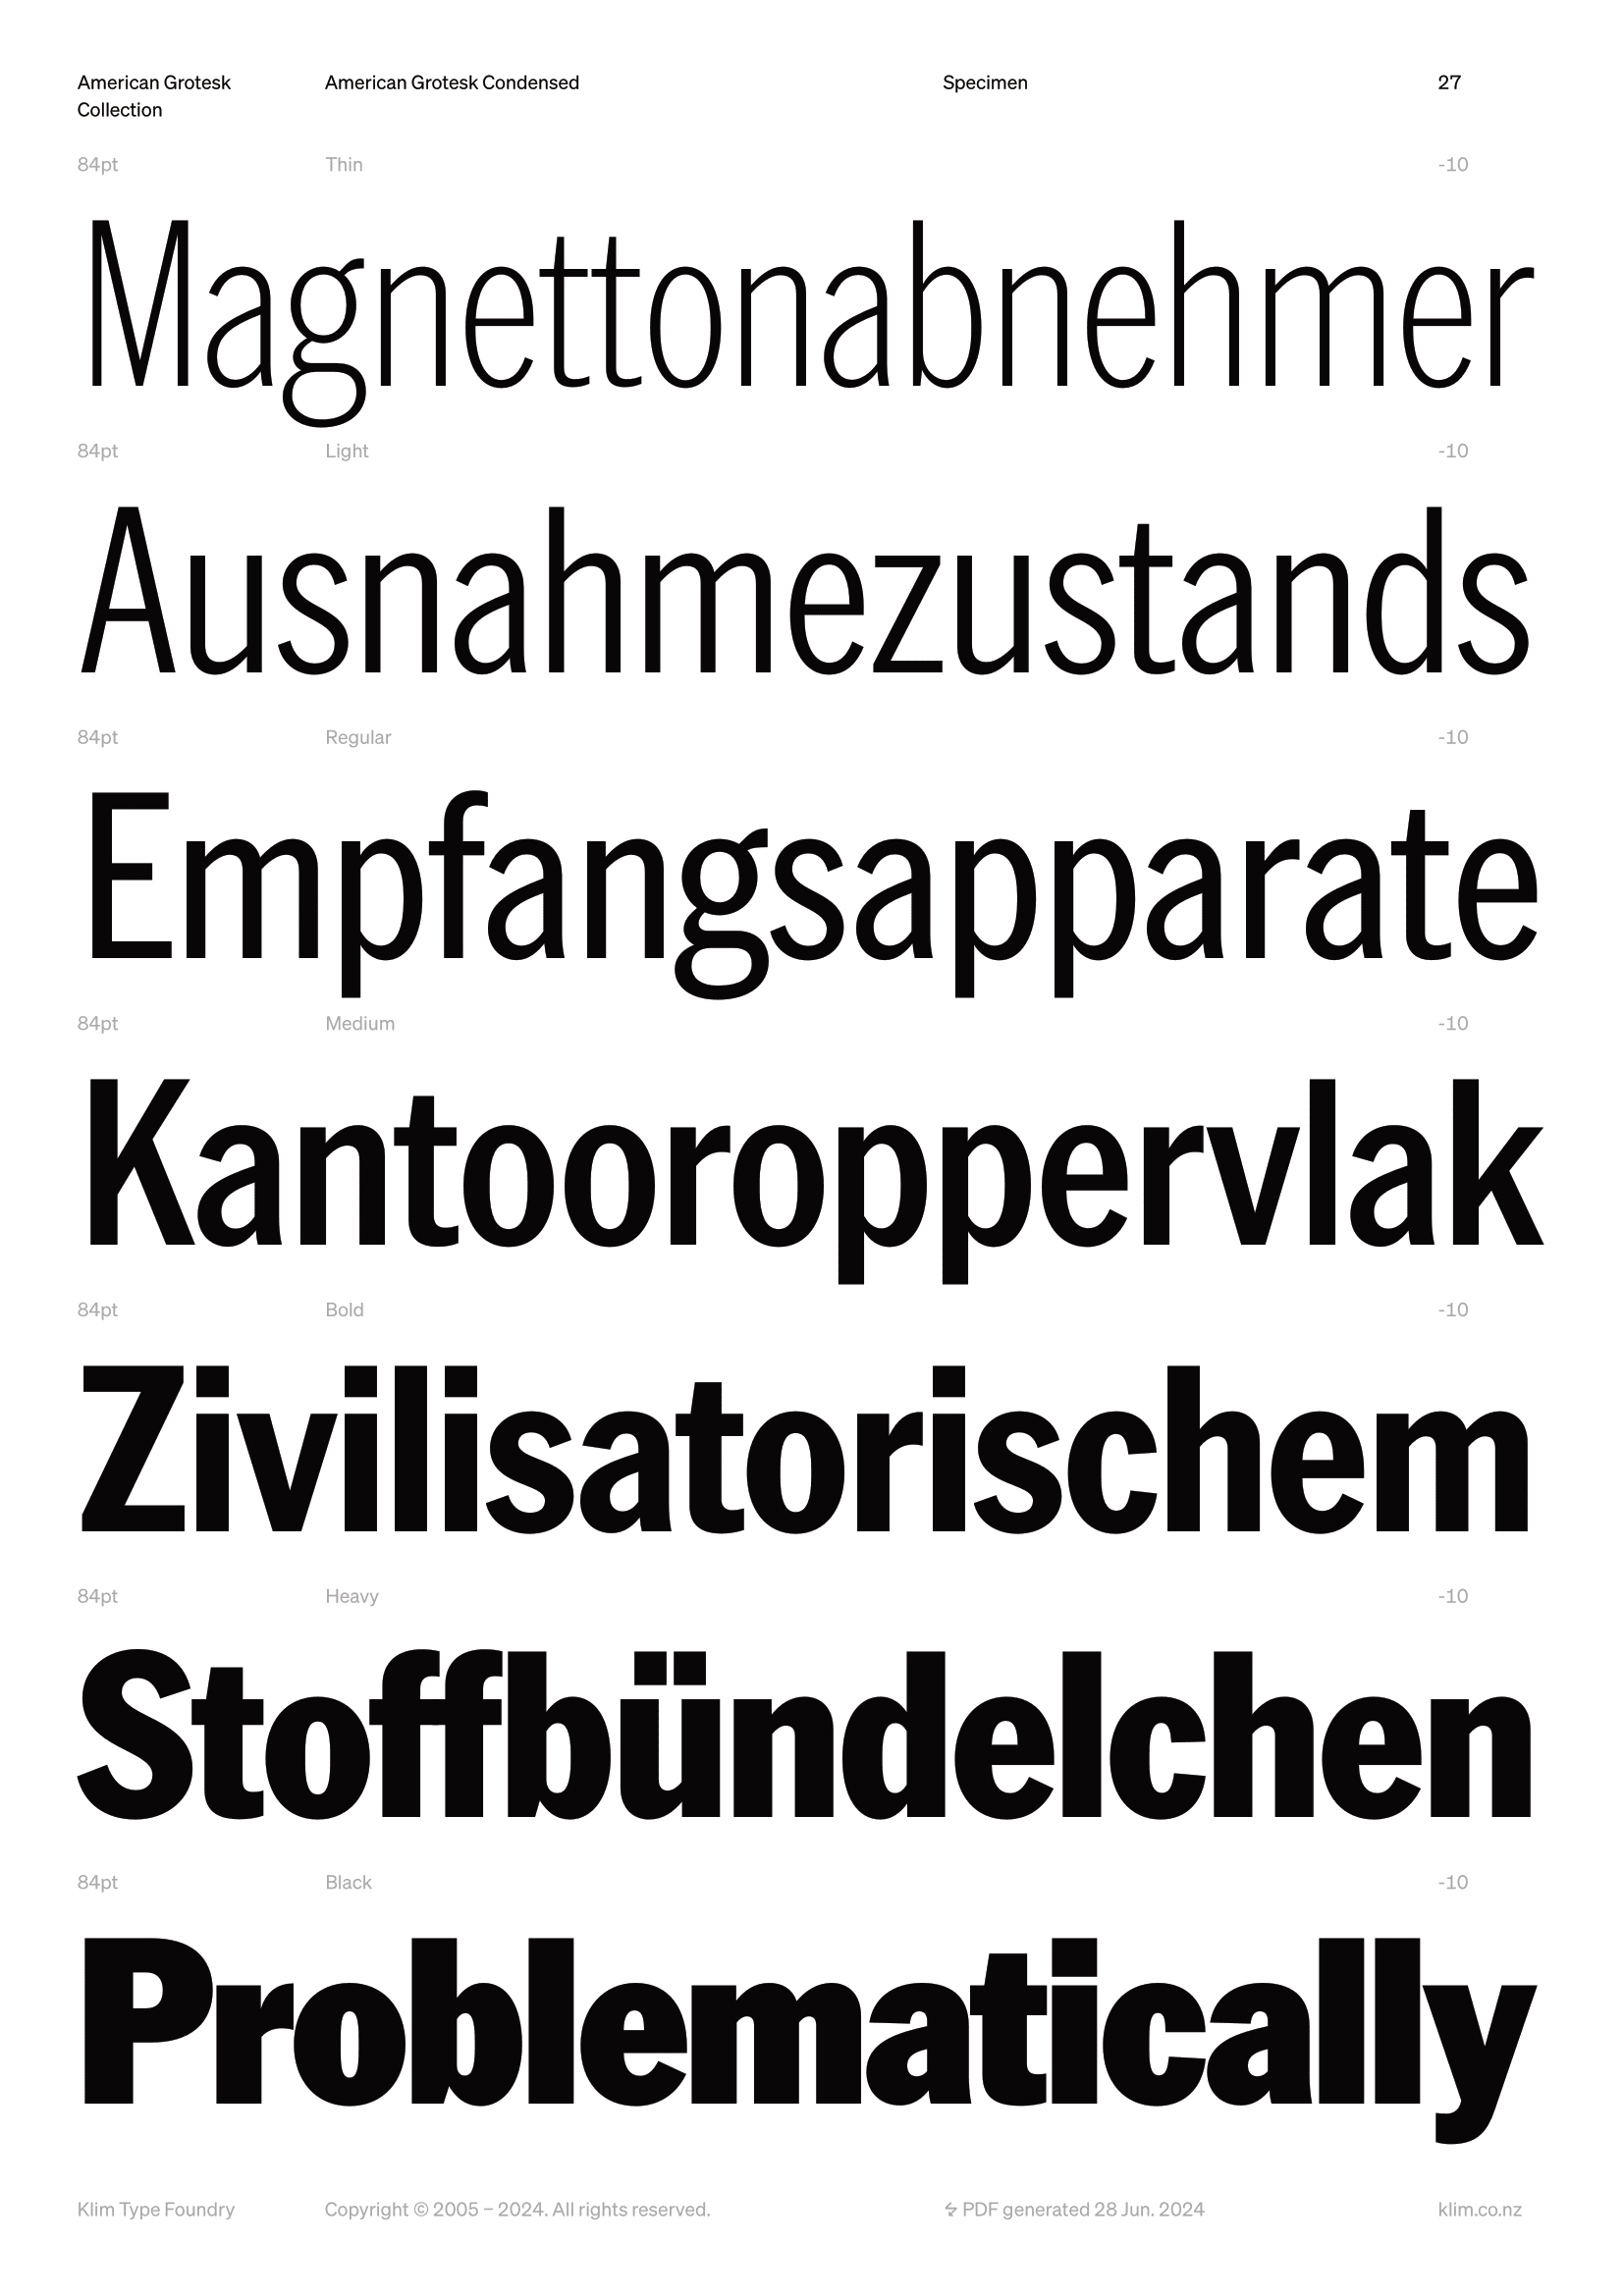 American Grotesk Collection American Grotesk Condensed Specimen 27
84pt Thin -10
Magnettonabnehmer
84pt Light -10
Ausnahmezustands
84pt Regular -10
Empfangsapparate
84pt Medium -10
Kantooroppervlak
84pt Bold -10
Zivilisatorischem
84pt Heavy -10
Stoffbündelchen
84pt Black -10
Problematically
Klim Type Foundry Copyright © 2005 – 2024. All rights reserved. PDF generated 28 Jun. 2024 klim.co.nz